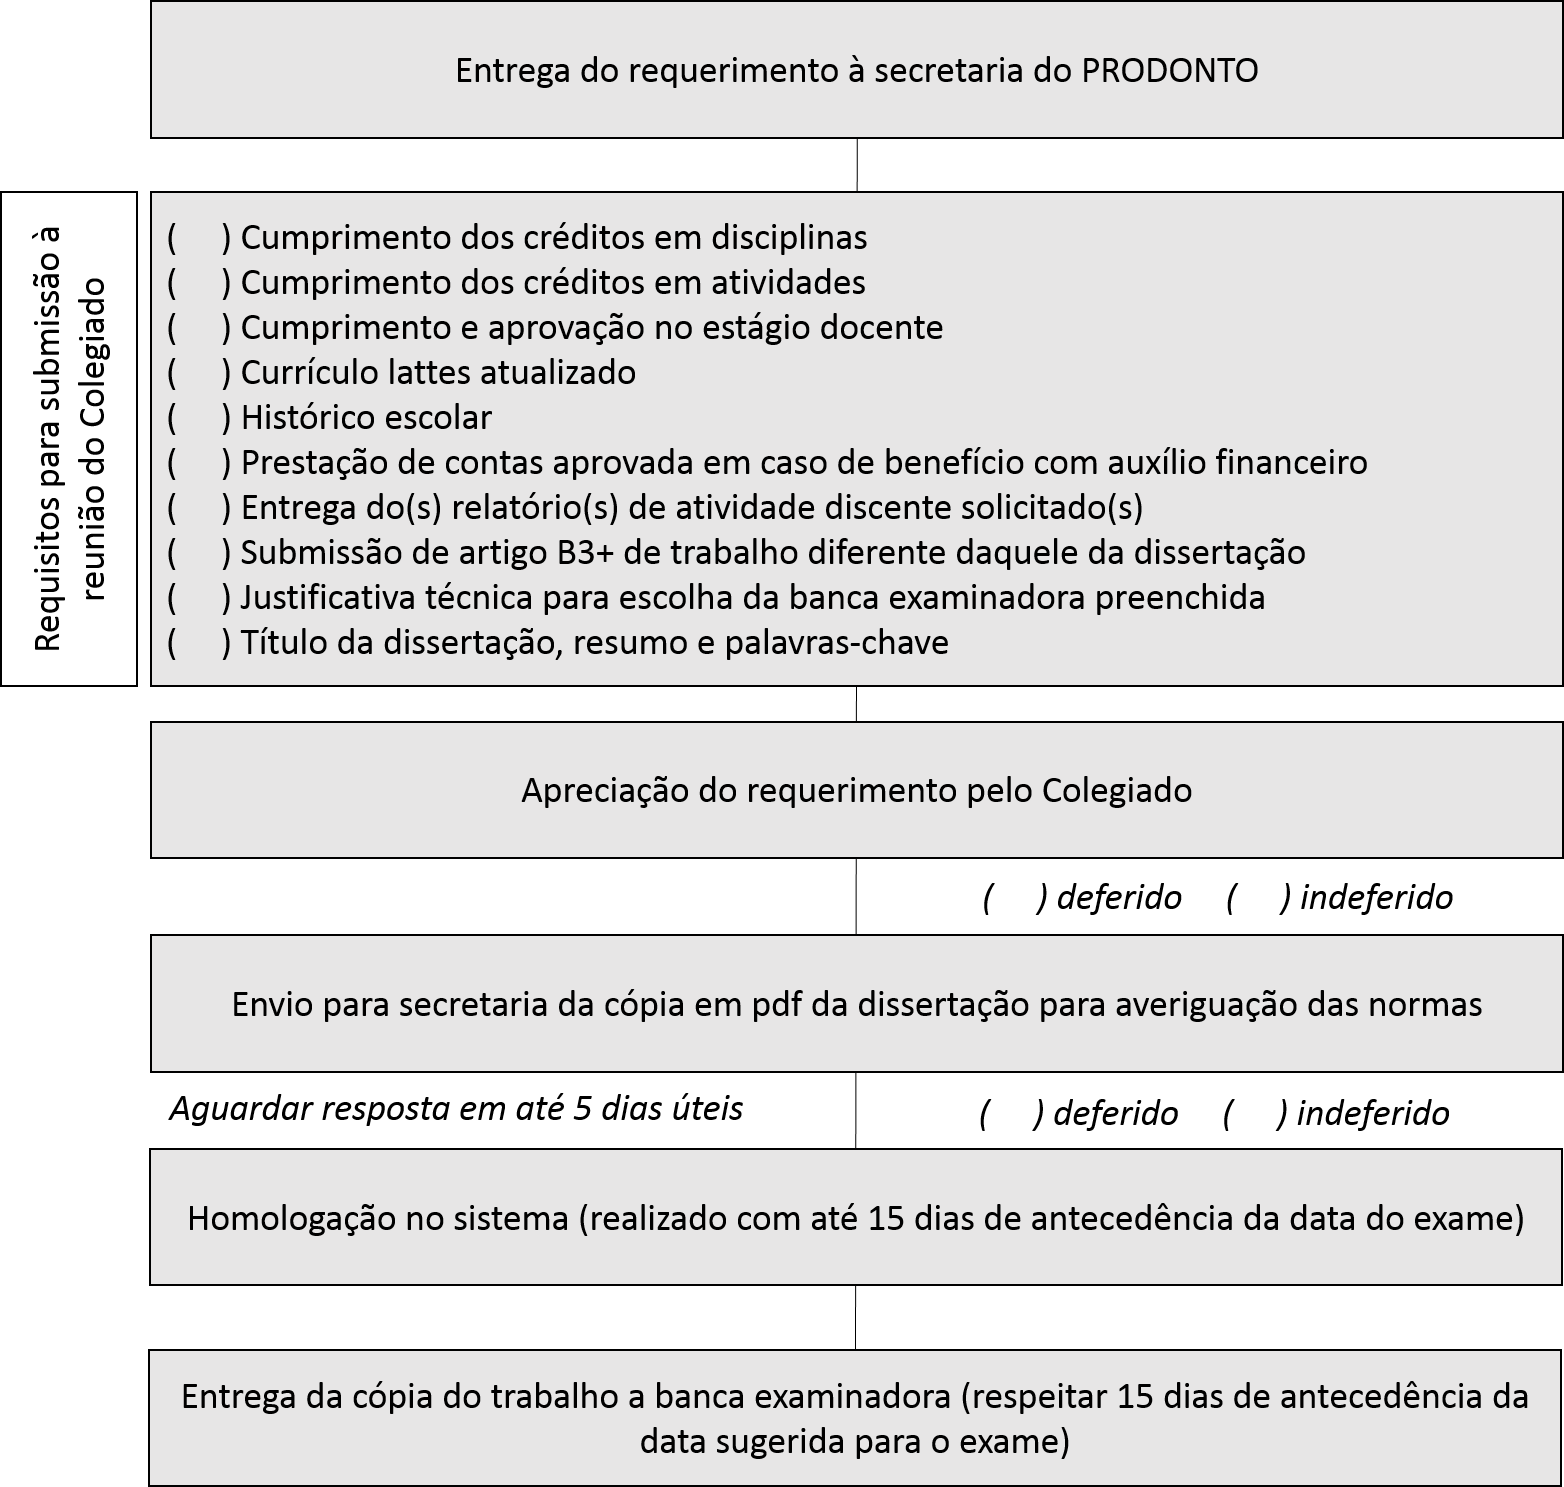 Entrega do requerimento à secretaria do PRODONTO
Requisitos para submissão à
reunião do Colegiado
( ) Cumprimento dos créditos em disciplinas
( ) Cumprimento dos créditos em atividades
( ) Cumprimento e aprovação no estágio docente
( ) Currículo lattes atualizado
( ) Histórico escolar
( ) Prestação de contas aprovada em caso de benefício com auxílio financeiro
( ) Entrega do(s) relatório(s) de atividade discente solicitado(s)
( ) Submissão de artigo B3+ de trabalho diferente daquele da dissertação
( ) Justificativa técnica para escolha da banca examinadora preenchida
( ) Título da dissertação, resumo e palavras-chave
Apreciação do requerimento pelo Colegiado
( ) deferido ( ) indeferido
Envio para secretaria da cópia em pdf da dissertação para averiguação das normas
Aguardar resposta em até 5 dias úteis
( ) deferido ( ) indeferido
Homologação no sistema (realizado com até 15 dias de antecedência da data do exame)
Entrega da cópia do trabalho a banca examinadora (respeitar 15 dias de antecedência da
data sugerida para o exame)